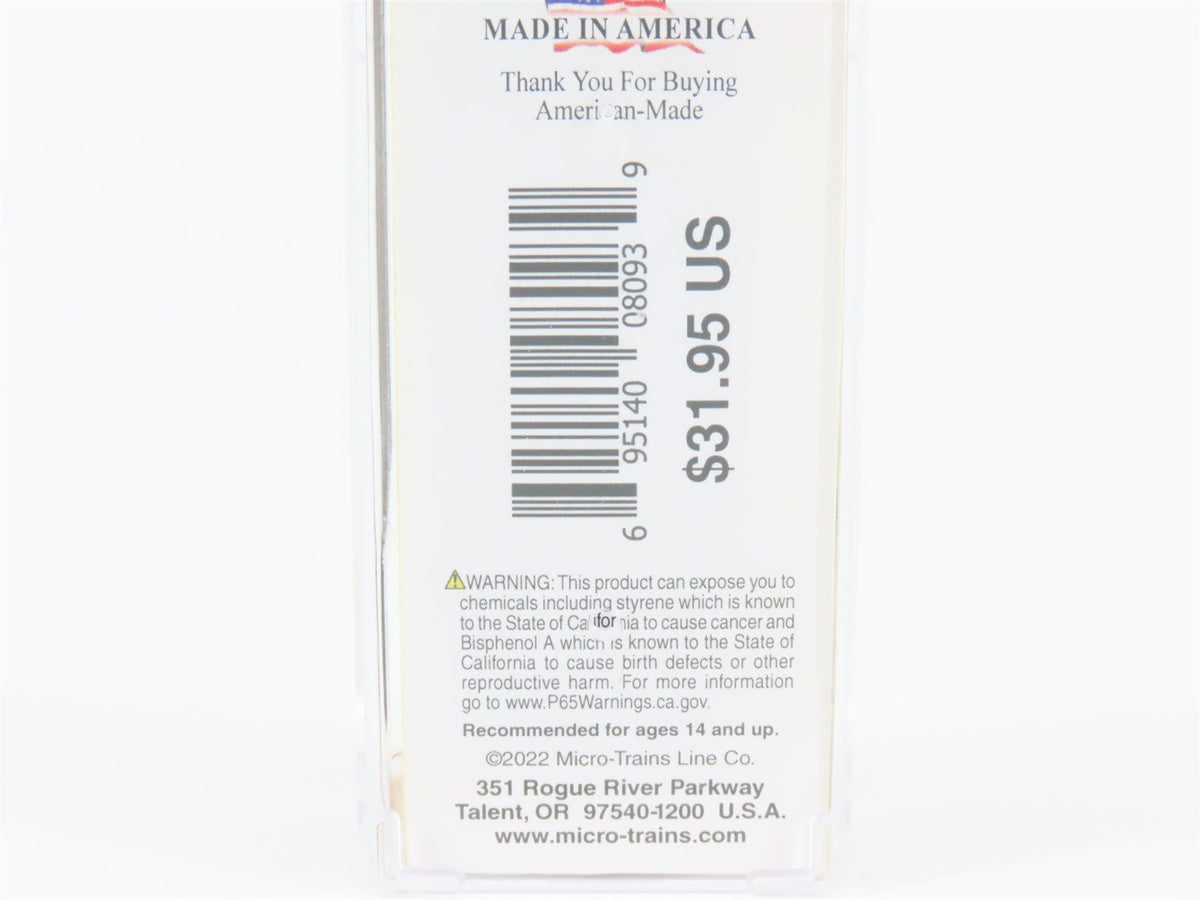 MADE IN AMERICA
Thank You For Buying
American-Made
6 95140 08093 9
$31.95 US
WARNING: This product can expose you to
chemicals including styrene which is known
to the State of California to cause cancer and
Bisphenol A which is known to the State of
California to cause birth defects or other
reproductive harm. For more information
go to www.P65Warnings.ca.gov.
Recommended for ages 14 and up.
©2022 Micro-Trains Line Co.
351 Rogue River Parkway
Talent, OR 97540-1200 U.S.A.
www.micro-trains.com